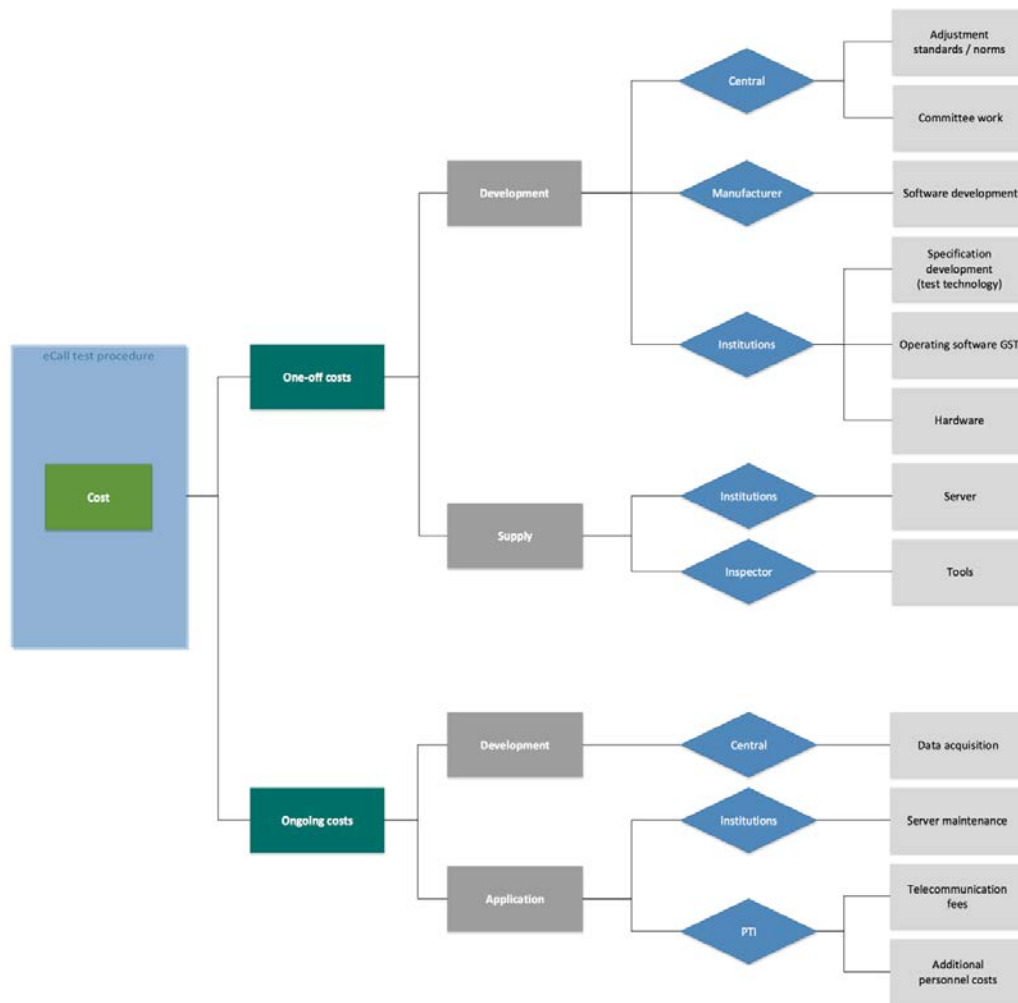 Adjustment
standards / norms
Central
Committee work
Development
Manufacturer
Software development
Specification
development
(test technology)
Institutions
Operating software GST
Hardware
eCall test procedure
One-off costs
Cost
Institutions
Server
Supply
Inspector
Tools
Development
Central
Data acquisition
Ongoing costs
Institutions
Server maintenance
Application
Telecommunication
fees
PTI
Additional
personnel costs